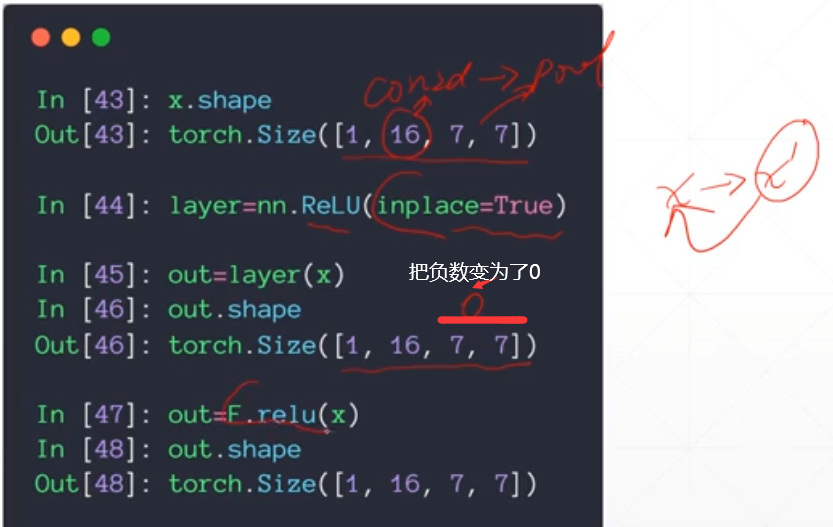 conv2d → pool
In [43]: x.shape
Out[43]: torch.Size([1, 16, 7, 7])
x → x'
In [44]: layer=nn.ReLU(inplace=True)
In [45]: out=layer(x)
把负数变为了0
In [46]: out.shape
0
Out[46]: torch.Size([1, 16, 7, 7])
In [47]: out=F.relu(x)
In [48]: out.shape
Out[48]: torch.Size([1, 16, 7, 7])